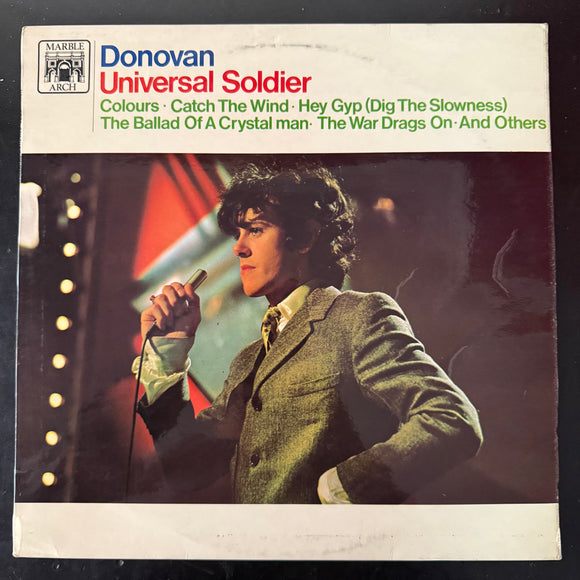 MARBLE
ARCH
Donovan
Universal Soldier
Colours · Catch The Wind · Hey Gyp (Dig The Slowness)
The Ballad Of A Crystal man · The War Drags On · And Others